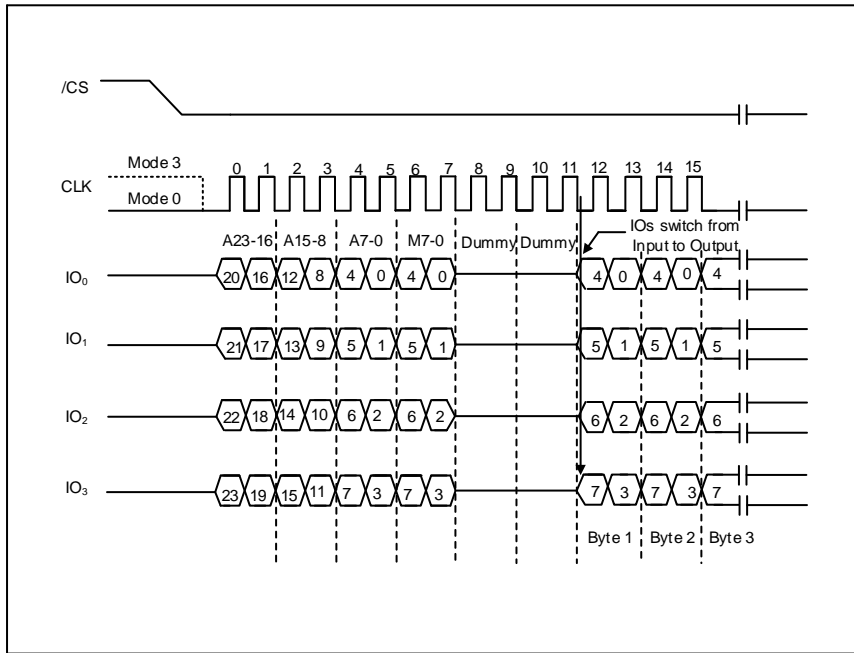 /CS
Mode 3
CLK
Mode 0
0 1 2 3 4 5 6 7 8 9 10 11 12 13 14 15
A23-16 A15-8 A7-0 M7-0 Dummy Dummy
IOs switch from
Input to Output
IO0 20 16 12 8 4 0 4 0 4 0 4 0 4
IO1 21 17 13 9 5 1 5 1 5 1 5 1 5
IO2 22 18 14 10 6 2 6 2 6 2 6 2 6
IO3 23 19 15 11 7 3 7 3 7 3 7 3 7
Byte 1 Byte 2 Byte 3